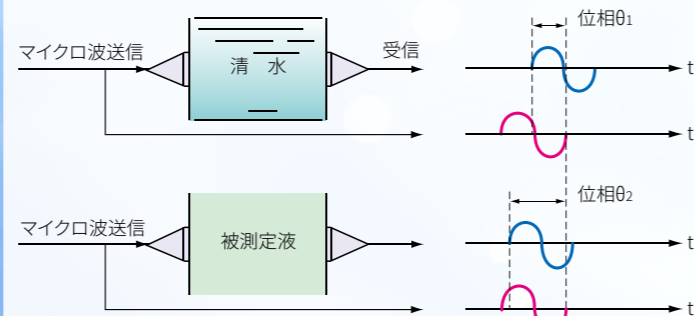 位相θ1
マイクロ波送信
受信
清 水
t
t
位相θ2
マイクロ波送信
被測定液
t
t